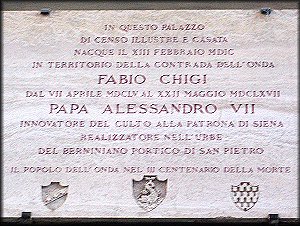 IN QUESTO PALAZZO
DI CENSO ILLUSTRE E CASATA
NACQUE IL XIII FEBBRAIO MDIC
IN TERRITORIO DELLA CONTRADA DELL'ONDA
FABIO CHIGI
DAL VII APRILE MDCLV AL XXII MAGGIO MDCLXVII
PAPA ALESSANDRO VII
INNOVATORE DEL CULTO ALLA PATRONA DI SIENA
REALIZZATORE NELL'URBE
DEL BERNINIANO PORTICO DI SAN PIETRO
IL POPOLO DELL'ONDA NEL III CENTENARIO DELLA MORTE